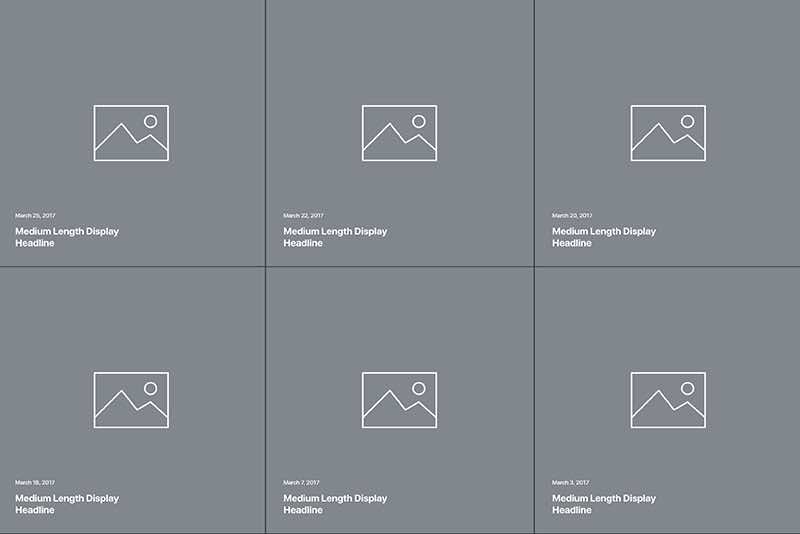 March 25, 2017
Medium Length Display
Headline
March 22, 2017
Medium Length Display
Headline
March 20, 2017
Medium Length Display
Headline
March 18, 2017
Medium Length Display
Headline
March 7, 2017
Medium Length Display
Headline
March 3, 2017
Medium Length Display
Headline